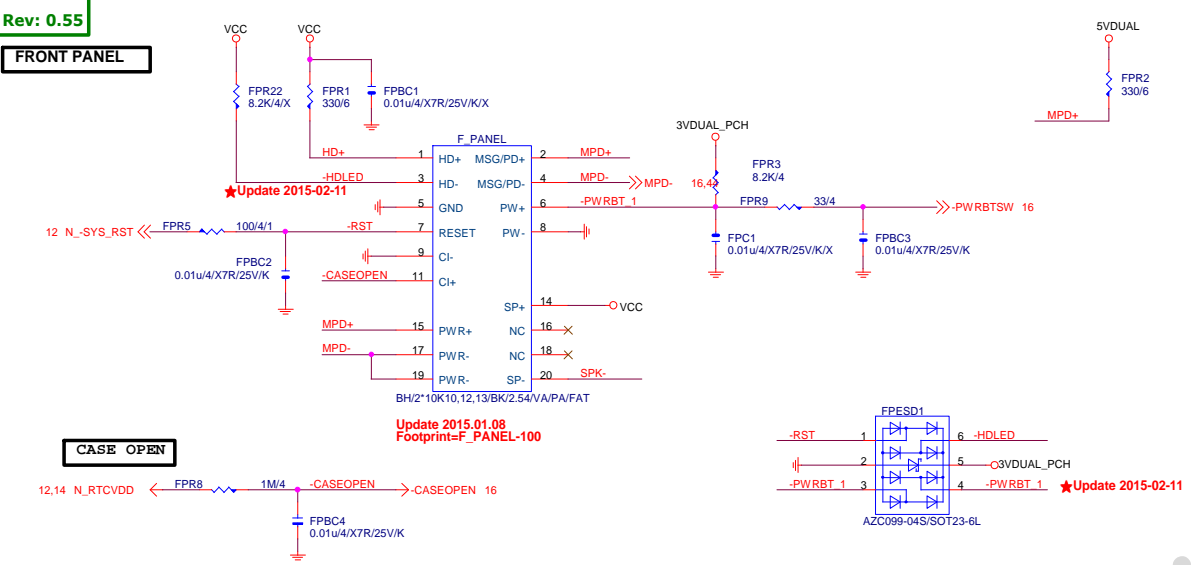 Rev: 0.55
FRONT PANEL
VCC
VCC
5VDUAL
FPR22
8.2K/4/X
FPR1
330/6
FPBC1
0.01u/4/X7R/25V/K/X
FPR2
330/6
MPD+
3VDUAL_PCH
F_PANEL
HD+ 1 HD+ MSG/PD+ 2 MPD+
-HDLED 3 HD- MSG/PD- 4 MPD- MPD-
FPR3
8.2K/4
★Update 2015-02-11
5 GND PW+ 6 -PWRBT_1
FPR9 33/4 -PWRBTSW 16
12 N_-SYS_RST FPR5 100/4/1 -RST 7 RESET PW- 8
FPC1
0.01u/4/X7R/25V/K/X
FPBC3
0.01u/4/X7R/25V/K
FPBC2
0.01u/4/X7R/25V/K
9 CI-
-CASEOPEN 11 CI+
SP+ 14 VCC
MPD+ 15 PWR+ NC 16
MPD- 17 PWR- NC 18
19 PWR- SP- 20 SPK-
BH/2*10K10,12,13/BK/2.54/VA/PA/FAT
Update 2015.01.08
Footprint=F_PANEL-100
CASE OPEN
12,14 N_RTCVDD FPR8 1M/4 -CASEOPEN -CASEOPEN 16
FPBC4
0.01u/4/X7R/25V/K
FPESD1
-RST 1 6 -HDLED
2 5 3VDUAL_PCH
-PWRBT_1 3 4 -PWRBT_1 ★Update 2015-02-11
AZC099-04S/SOT23-6L